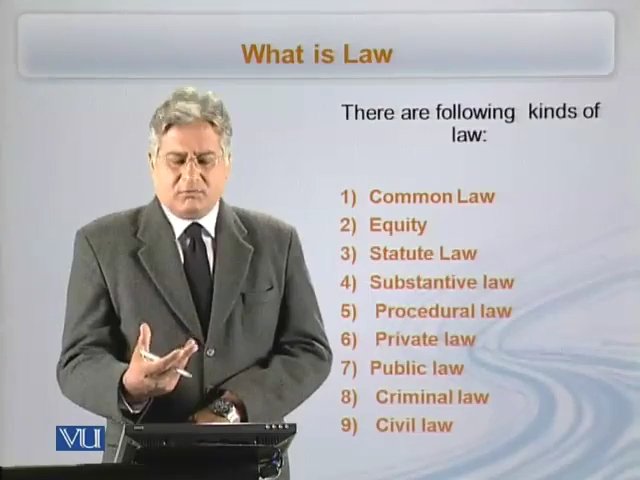 What is Law
There are following kinds of
law:
1) Common Law
2) Equity
3) Statute Law
4) Substantive law
5) Procedural law
6) Private law
7) Public law
8) Criminal law
9) Civil law
VU